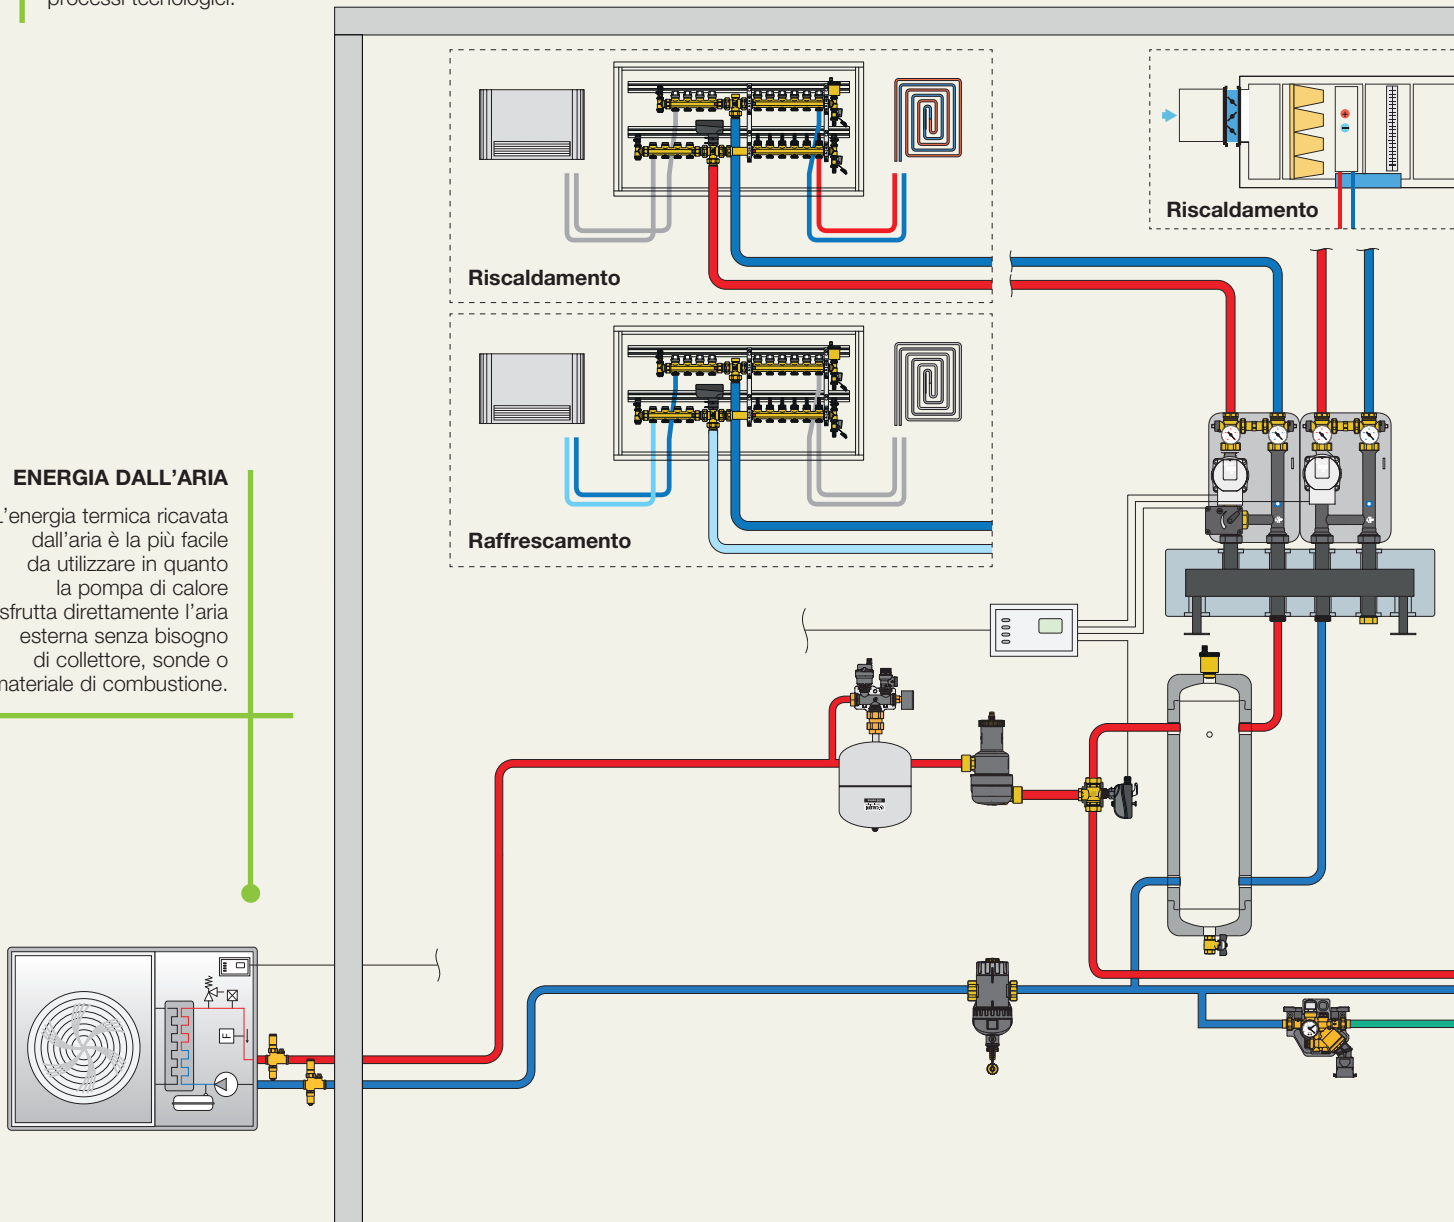 processi tecnologici.
Riscaldamento
Riscaldamento
Raffrescamento
ENERGIA DALL'ARIA
L'energia termica ricavata
dall'aria è la più facile
da utilizzare in quanto
la pompa di calore
sfrutta direttamente l'aria
esterna senza bisogno
di collettore, sonde o
materiale di combustione.
F